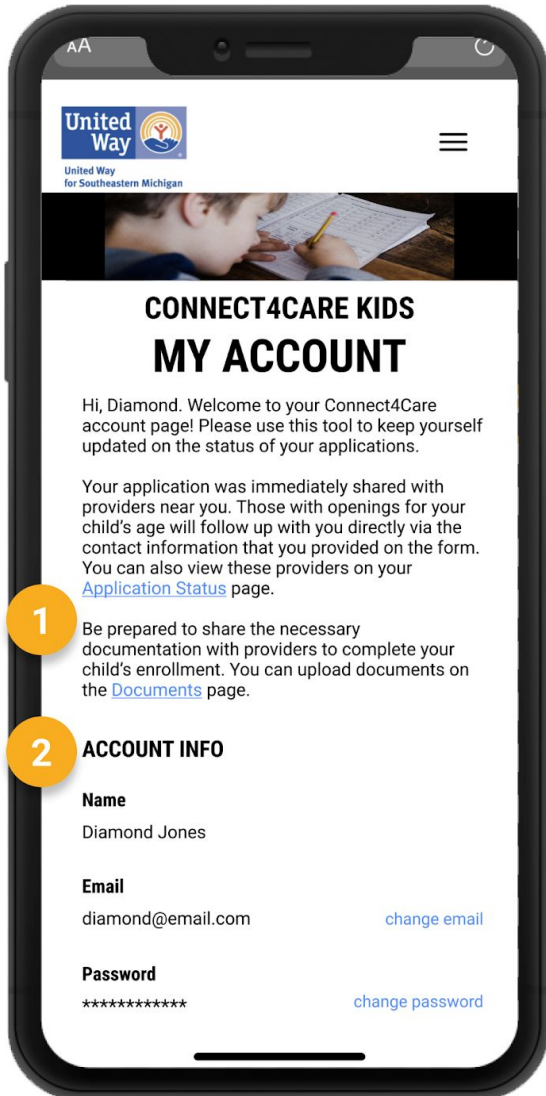 AA
United
Way
United Way
for Southeastern Michigan
CONNECT4CARE KIDS
MY ACCOUNT
Hi, Diamond. Welcome to your Connect4Care
account page! Please use this tool to keep yourself
updated on the status of your applications.
Your application was immediately shared with
providers near you. Those with openings for your
child's age will follow up with you directly via the
contact information that you provided on the form.
You can also view these providers on your
Application Status page.
1
Be prepared to share the necessary
documentation with providers to complete your
child's enrollment. You can upload documents on
the Documents page.
2
ACCOUNT INFO
Name
Diamond Jones
Email
diamond@email.com change email
Password
************ change password